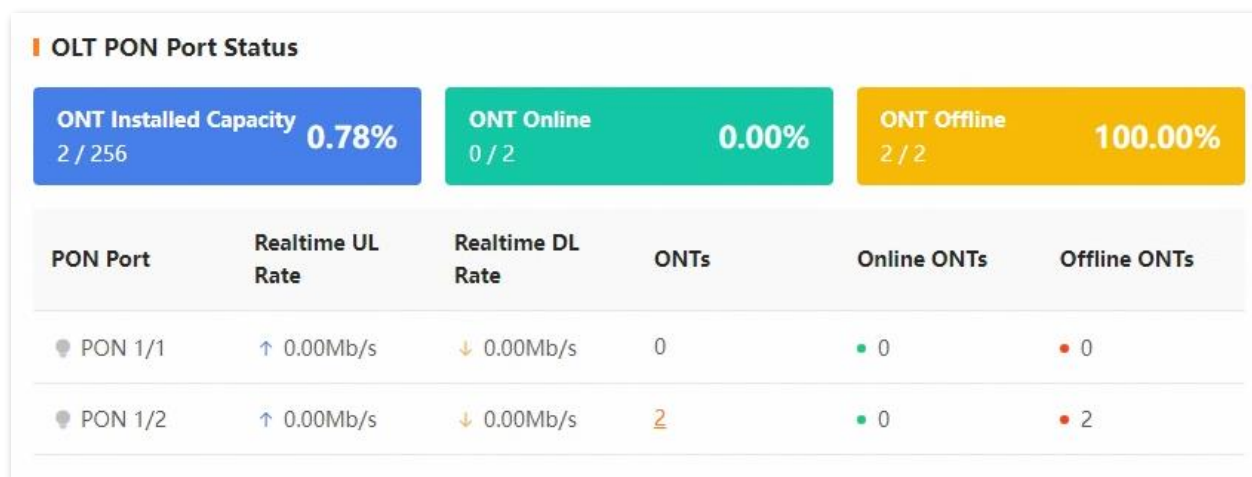 OLT PON Port Status
ONT Installed Capacity
2 / 256
0.78%
ONT Online
0 / 2
0.00%
ONT Offline
2 / 2
100.00%
PON Port
Realtime UL
Rate
Realtime DL
Rate
ONTs
Online ONTs
Offline ONTs
PON 1/1 ↑ 0.00Mb/s ↓ 0.00Mb/s 0 0 0
PON 1/2 ↑ 0.00Mb/s ↓ 0.00Mb/s 2 0 2